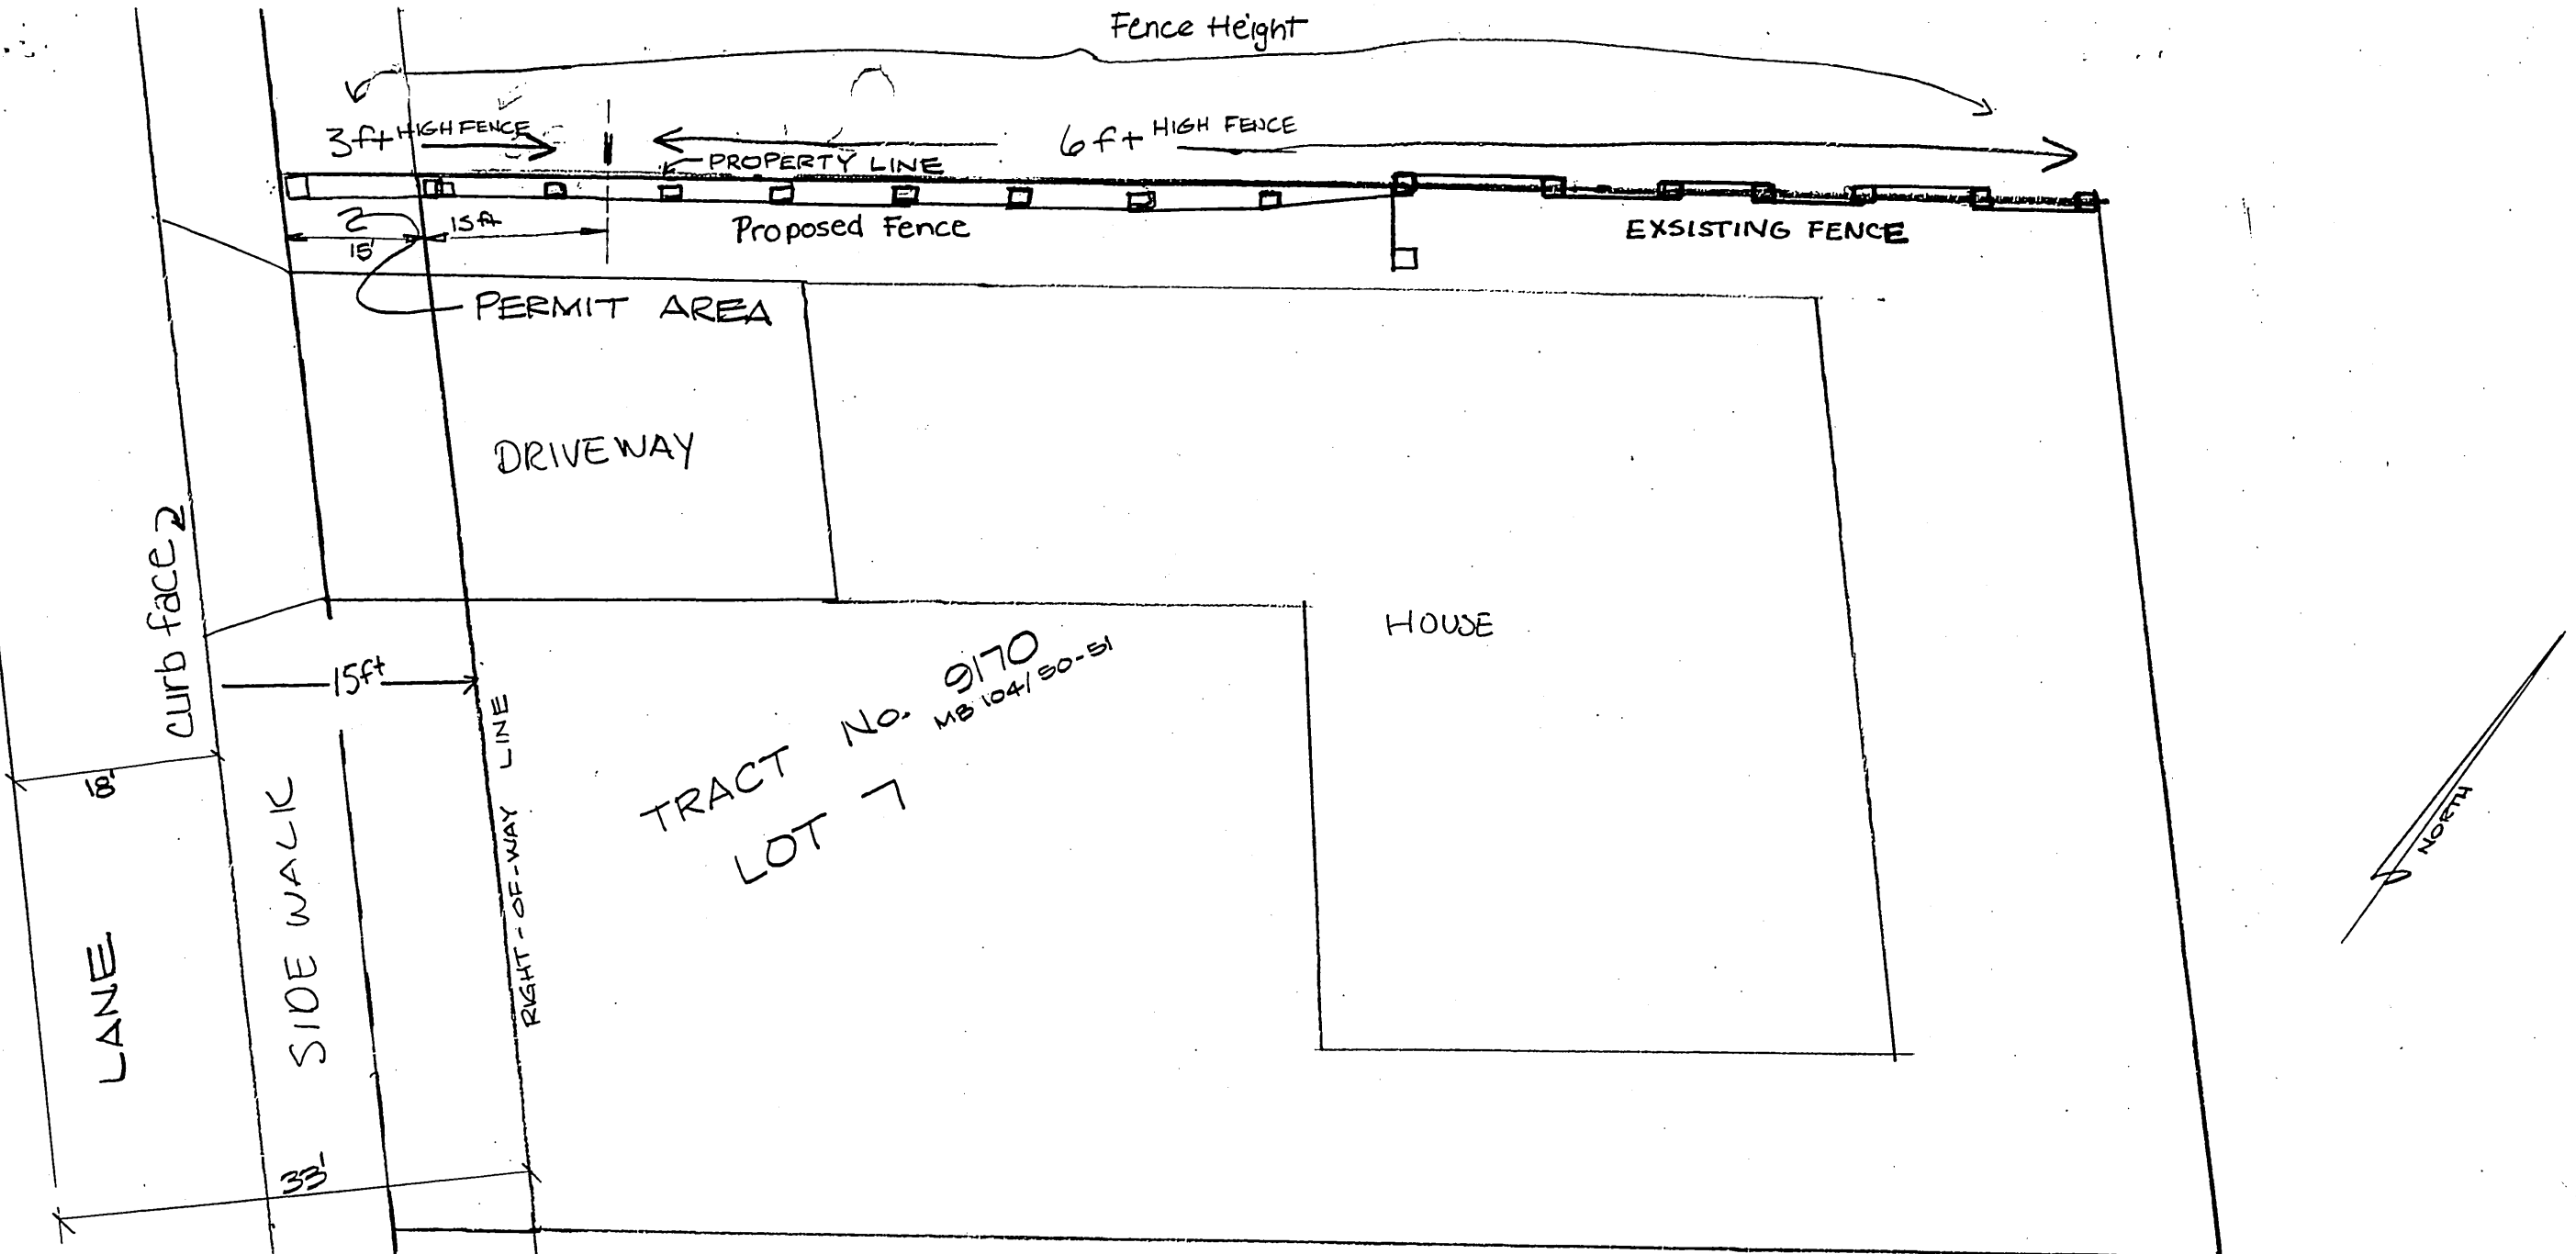 Fence Height
3ft HIGH FENCE
6ft HIGH FENCE
PROPERTY LINE
15'
15ft
Proposed Fence
EXSISTING FENCE
PERMIT AREA
DRIVEWAY
curb face
HOUSE
15ft
TRACT No. 9170
MB 104/50-51
LOT 7
RIGHT-OF-WAY LINE
18'
SIDE WALK
LANE
NORTH
33'